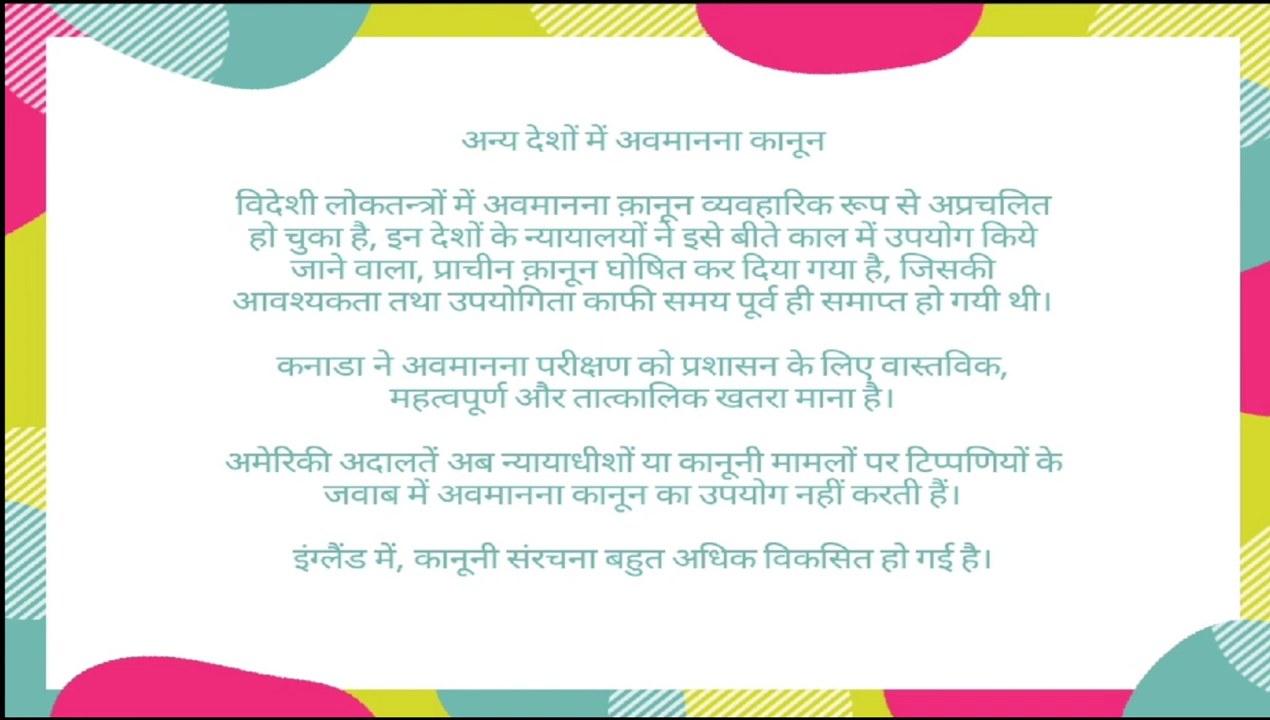 अन्य देशों में अवमानना कानून
विदेशी लोकतन्त्रों में अवमानना क़ानून व्यवहारिक रूप से अप्रचलित
हो चुका है, इन देशों के न्यायालयों ने इसे बीते काल में उपयोग किये
जाने वाला, प्राचीन क़ानून घोषित कर दिया गया है, जिसकी
आवश्यकता तथा उपयोगिता काफी समय पूर्व ही समाप्त हो गयी थी।
कनाडा ने अवमानना परीक्षण को प्रशासन के लिए वास्तविक,
महत्वपूर्ण और तात्कालिक खतरा माना है।
अमेरिकी अदालतें अब न्यायाधीशों या कानूनी मामलों पर टिप्पणियों के
जवाब में अवमानना कानून का उपयोग नहीं करती हैं।
इंग्लैंड में, कानूनी संरचना बहुत अधिक विकसित हो गई है।